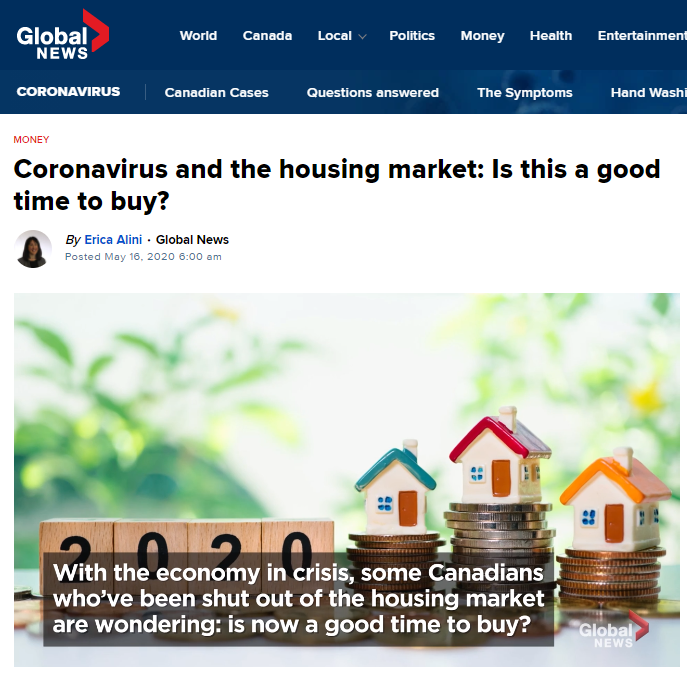 Global NEWS
World Canada Local Politics Money Health Entertainment
CORONAVIRUS Canadian Cases Questions answered The Symptoms Hand Washi
MONEY
Coronavirus and the housing market: Is this a good
time to buy?
By Erica Alini · Global News
Posted May 16, 2020 6:00 am
2020
With the economy in crisis, some Canadians
who've been shut out of the housing market
are wondering: is now a good time to buy?
Global NEWS